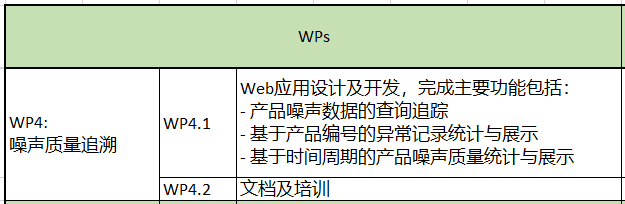 WPs
WP4:
噪声质量追溯
WP4.1
Web应用设计及开发，完成主要功能包括：
- 产品噪声数据的查询追踪
- 基于产品编号的异常记录统计与展示
- 基于时间周期的产品噪声质量统计与展示
WP4.2
文档及培训